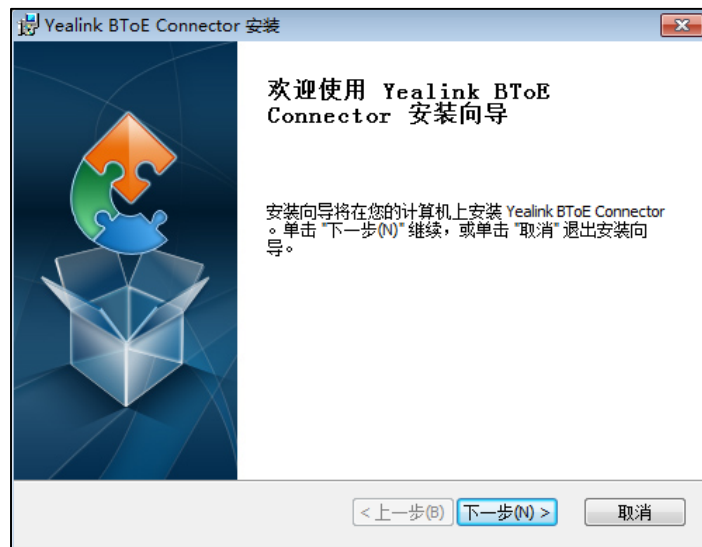 Yealink BToE Connector 安装
欢迎使用 Yealink BToE
Connector 安装向导
安装向导将在您的计算机上安装 Yealink BToE Connector
。单击 "下一步(N)" 继续，或单击 "取消" 退出安装向
导。
<上一步(B)
下一步(N) >
取消